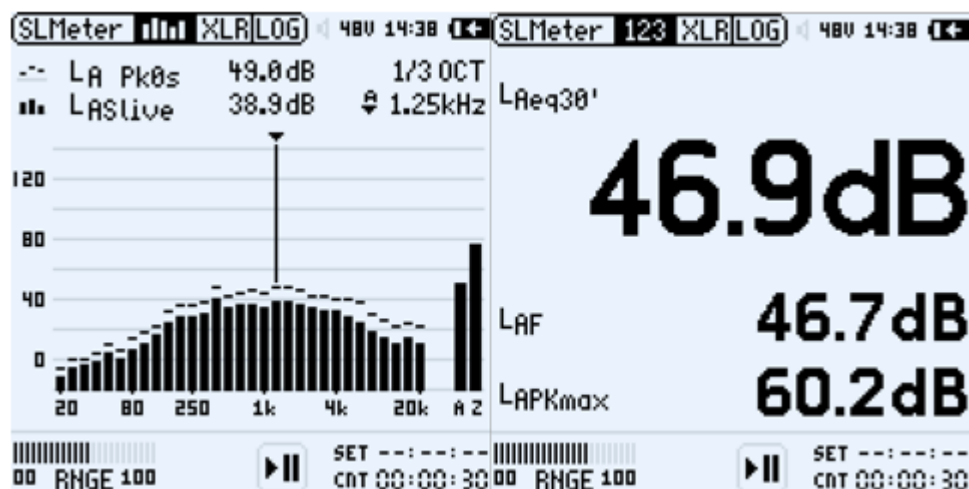 SLMeter XLR LOG 48V 14:38
LA Pk0s 49.0dB 1/3 OCT
LASlive 38.9dB A 1.25kHz
120
80
40
0
20 80 250 1k 4k 20k A Z
SET --:--:--
00 RNGE 100 CNT 00:00:30
SLMeter 123 XLR LOG 48V 14:38
LAeq30'
46.9dB
LAF 46.7dB
LAPKmax 60.2dB
SET --:--:--
00 RNGE 100 CNT 00:00:30